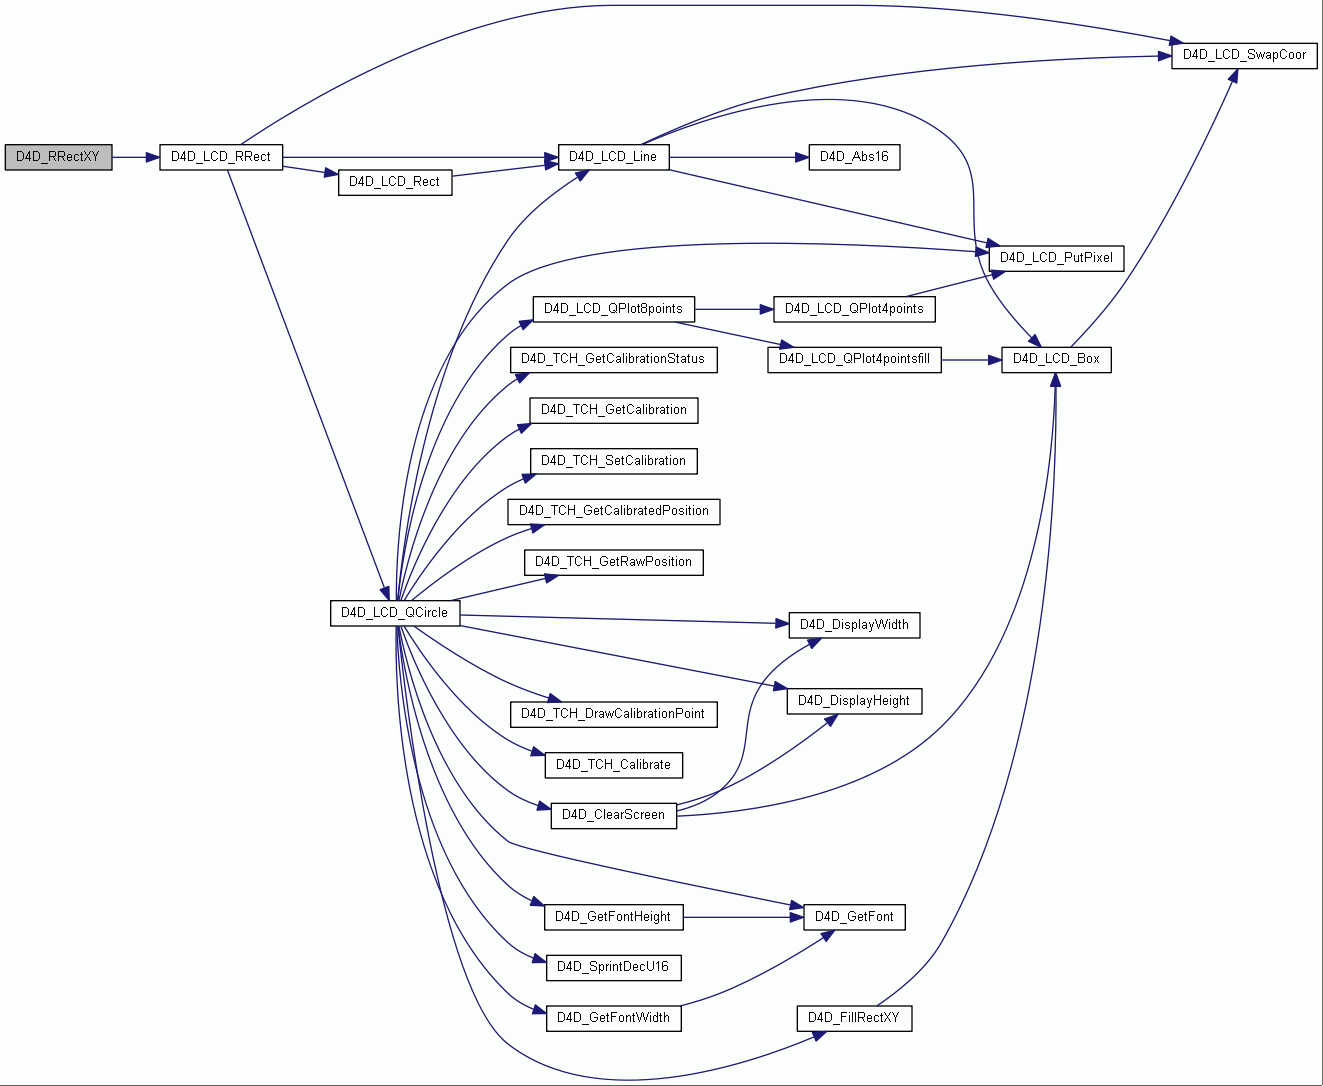 D4D_LCD_SwapCoor
D4D_RRectXY
D4D_LCD_RRect
D4D_LCD_Line
D4D_Abs16
D4D_LCD_Rect
D4D_LCD_PutPixel
D4D_LCD_QPlot8points
D4D_LCD_QPlot4points
D4D_TCH_GetCalibrationStatus
D4D_LCD_QPlot4pointsfill
D4D_LCD_Box
D4D_TCH_GetCalibration
D4D_TCH_SetCalibration
D4D_TCH_GetCalibratedPosition
D4D_TCH_GetRawPosition
D4D_LCD_QCircle
D4D_DisplayWidth
D4D_DisplayHeight
D4D_TCH_DrawCalibrationPoint
D4D_TCH_Calibrate
D4D_ClearScreen
D4D_GetFontHeight
D4D_GetFont
D4D_SprintDecU16
D4D_GetFontWidth
D4D_FillRectXY